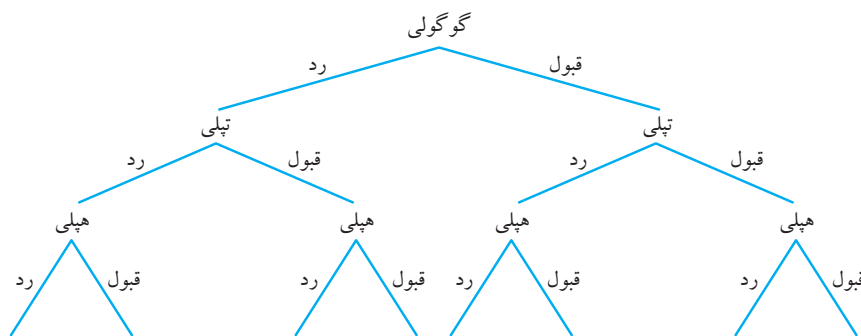 گوگولی
قبول رد
تپلی تپلی
قبول رد قبول رد
هپلی هپلی هپلی هپلی
قبول رد قبول رد قبول رد قبول رد